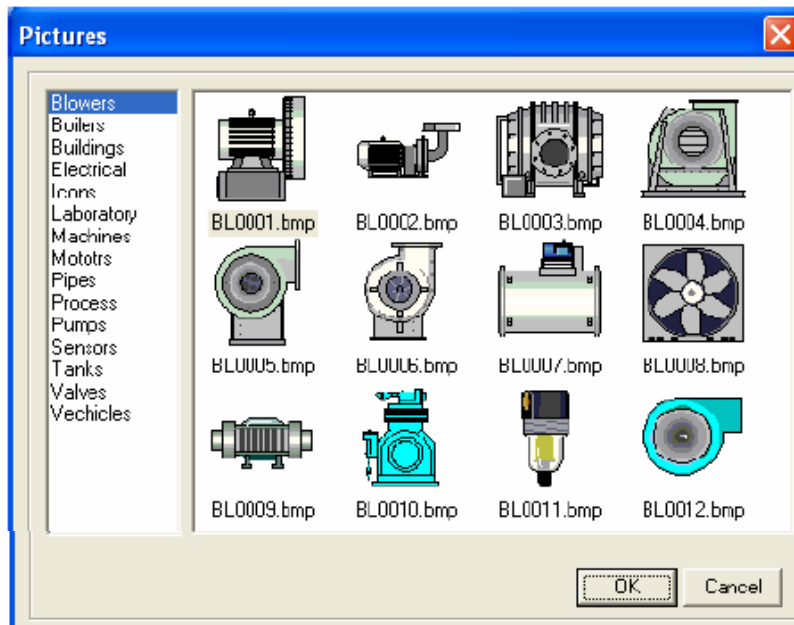 Pictures
Blowers
Boilers
Buildings
Electrical
Icons
Laboratory
Machines
Mototrs
Pipes
Process
Pumps
Sensors
Tanks
Valves
Vechicles
BL0001.bmp BL0002.bmp BL0003.bmp BL0004.bmp
BL0005.bmp BL0006.bmp BL0007.bmp BL0008.bmp
BL0009.bmp BL0010.bmp BL0011.bmp BL0012.bmp
OK Cancel